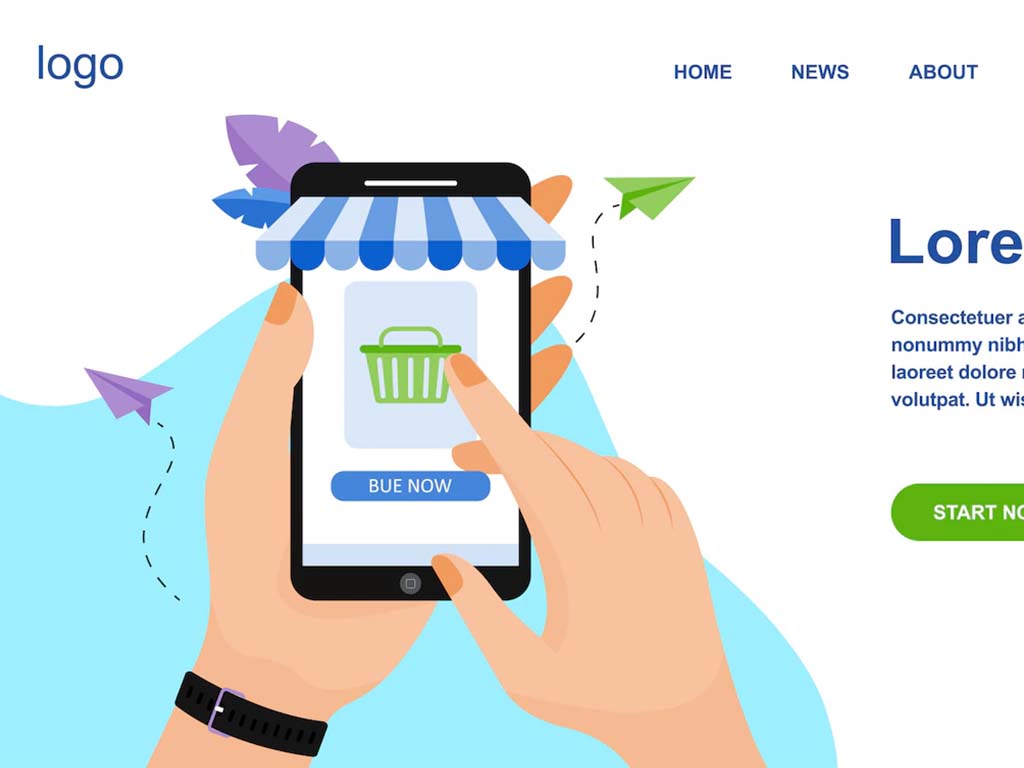 logo
HOME NEWS ABOUT
Lore
Consectetuer a
nonummy nibh
laoreet dolore
volutpat. Ut wis
BUE NOW
START NO